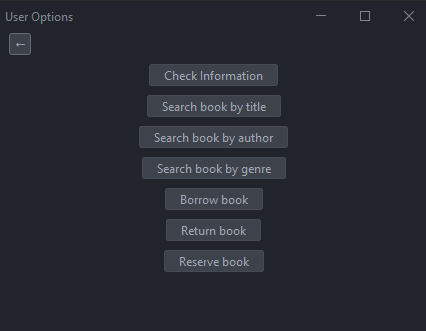 User Options
←
Check Information
Search book by title
Search book by author
Search book by genre
Borrow book
Return book
Reserve book